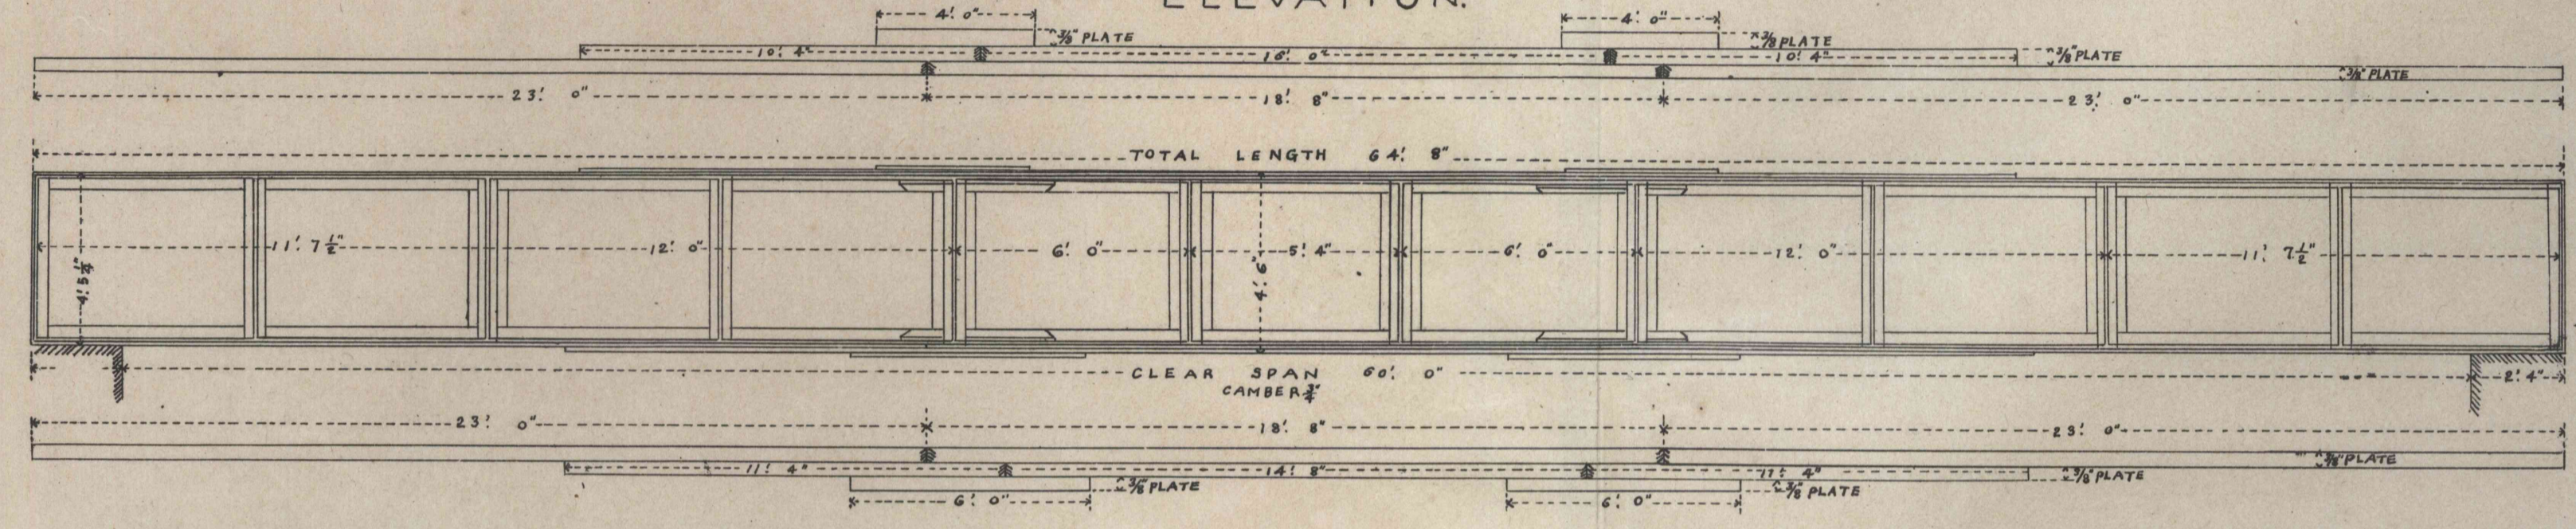 ELEVATION.
4'. 0" 4'. 0"
3/8" PLATE 3/8 PLATE
10'. 4" 16'. 0" 10'. 4" 3/8" PLATE
3/8" PLATE
23'. 0" 18'. 8" 23'. 0"
TOTAL LENGTH 64'. 8"
11'. 7 1/2" 12'. 0" 6'. 0" 5'. 4" 6'. 0" 12'. 0" 11'. 7 1/2"
4'. 5 1/4"
4'. 6"
CLEAR SPAN 60'. 0" 2'. 4"
CAMBER 3/4"
23'. 0" 18'. 8" 23'. 0"
3/8" PLATE
11'. 4" 14'. 8" 11'. 4" 3/8" PLATE
3/8" PLATE 3/8" PLATE
6'. 0" 6'. 0"